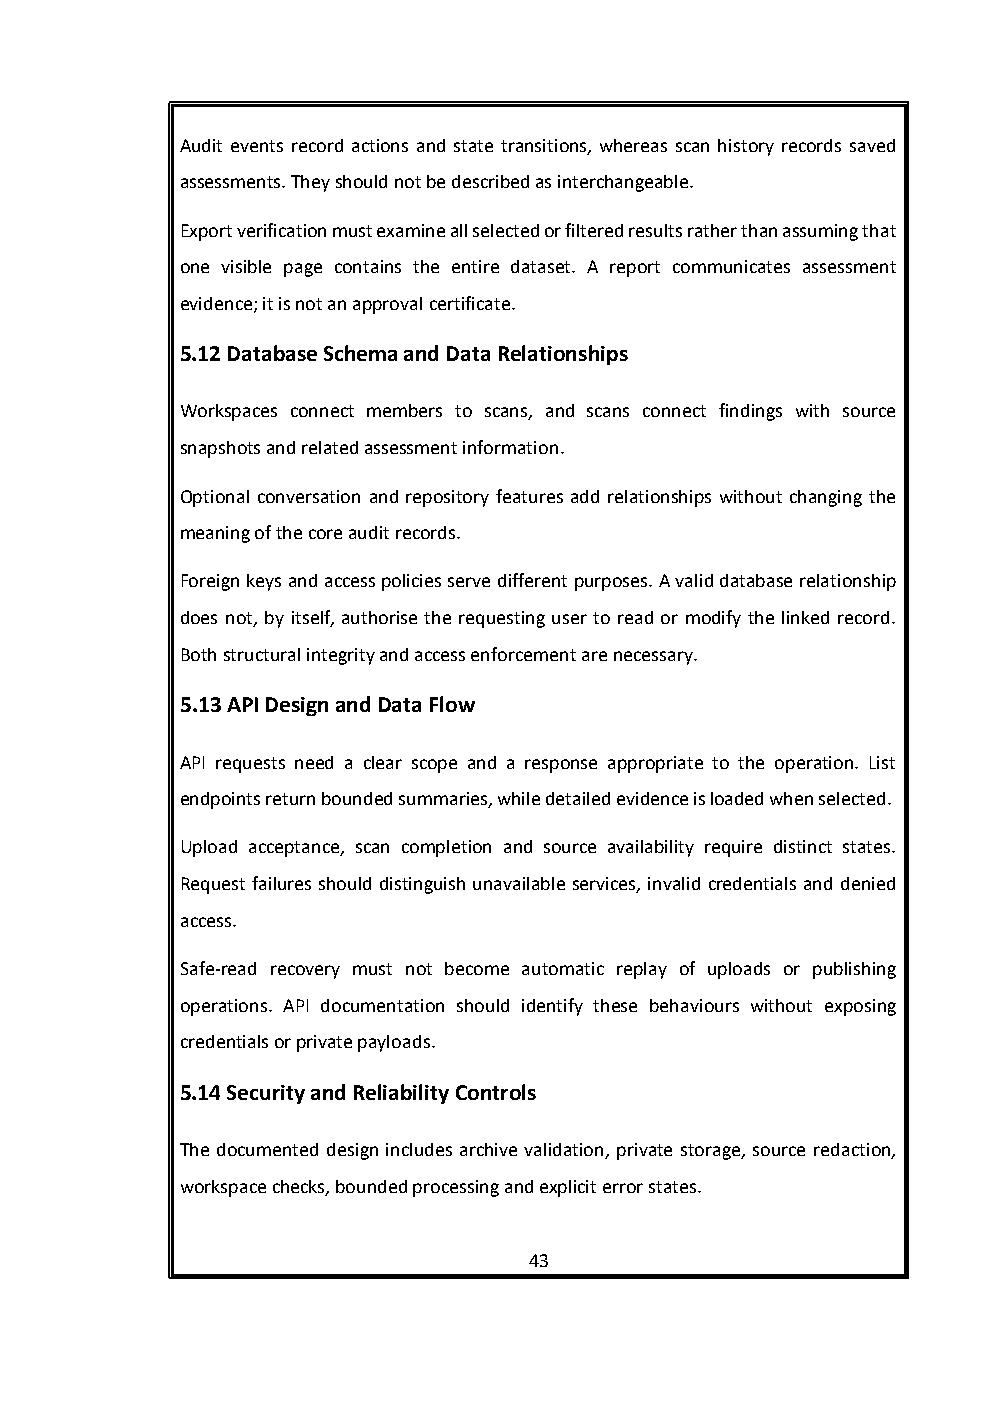 Audit events record actions and state transitions, whereas scan history records saved
assessments. They should not be described as interchangeable.
Export verification must examine all selected or filtered results rather than assuming that
one visible page contains the entire dataset. A report communicates assessment
evidence; it is not an approval certificate.
5.12 Database Schema and Data Relationships
Workspaces connect members to scans, and scans connect findings with source
snapshots and related assessment information.
Optional conversation and repository features add relationships without changing the
meaning of the core audit records.
Foreign keys and access policies serve different purposes. A valid database relationship
does not, by itself, authorise the requesting user to read or modify the linked record.
Both structural integrity and access enforcement are necessary.
5.13 API Design and Data Flow
API requests need a clear scope and a response appropriate to the operation. List
endpoints return bounded summaries, while detailed evidence is loaded when selected.
Upload acceptance, scan completion and source availability require distinct states.
Request failures should distinguish unavailable services, invalid credentials and denied
access.
Safe-read recovery must not become automatic replay of uploads or publishing
operations. API documentation should identify these behaviours without exposing
credentials or private payloads.
5.14 Security and Reliability Controls
The documented design includes archive validation, private storage, source redaction,
workspace checks, bounded processing and explicit error states.
43